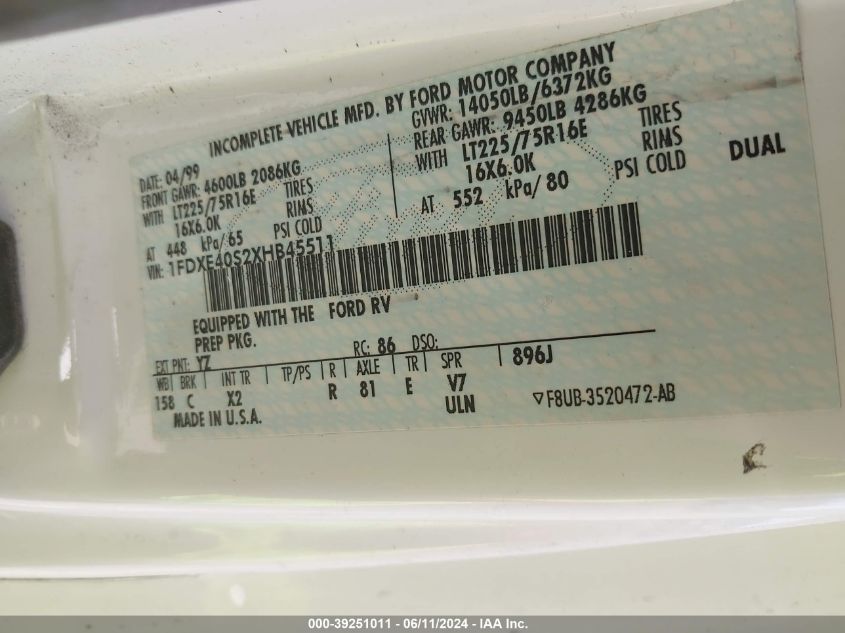 INCOMPLETE VEHICLE MFD. BY FORD MOTOR COMPANY
DATE: 04/99
GVWR: 14050LB/6372KG
FRONT GAWR: 4600LB 2086KG
REAR GAWR: 9450LB 4286KG
WITH LT225/75R16E TIRES
WITH LT225/75R16E TIRES
16X6.0K RIMS
16X6.0K RIMS
AT 448 kPa/65 PSI COLD
AT 552 kPa/80 PSI COLD DUAL
VIN: 1FDXE40S2XHB45511
EQUIPPED WITH THE FORD RV
PREP PKG.
EXT PNT: YZ RC: 86 DSO:
WB BRK INT TR TP/PS R AXLE TR SPR 896J
158 C X2 R 81 E V7
MADE IN U.S.A. ULN ▽F8UB-3520472-AB
000-39251011 - 06/11/2024 - IAA Inc.